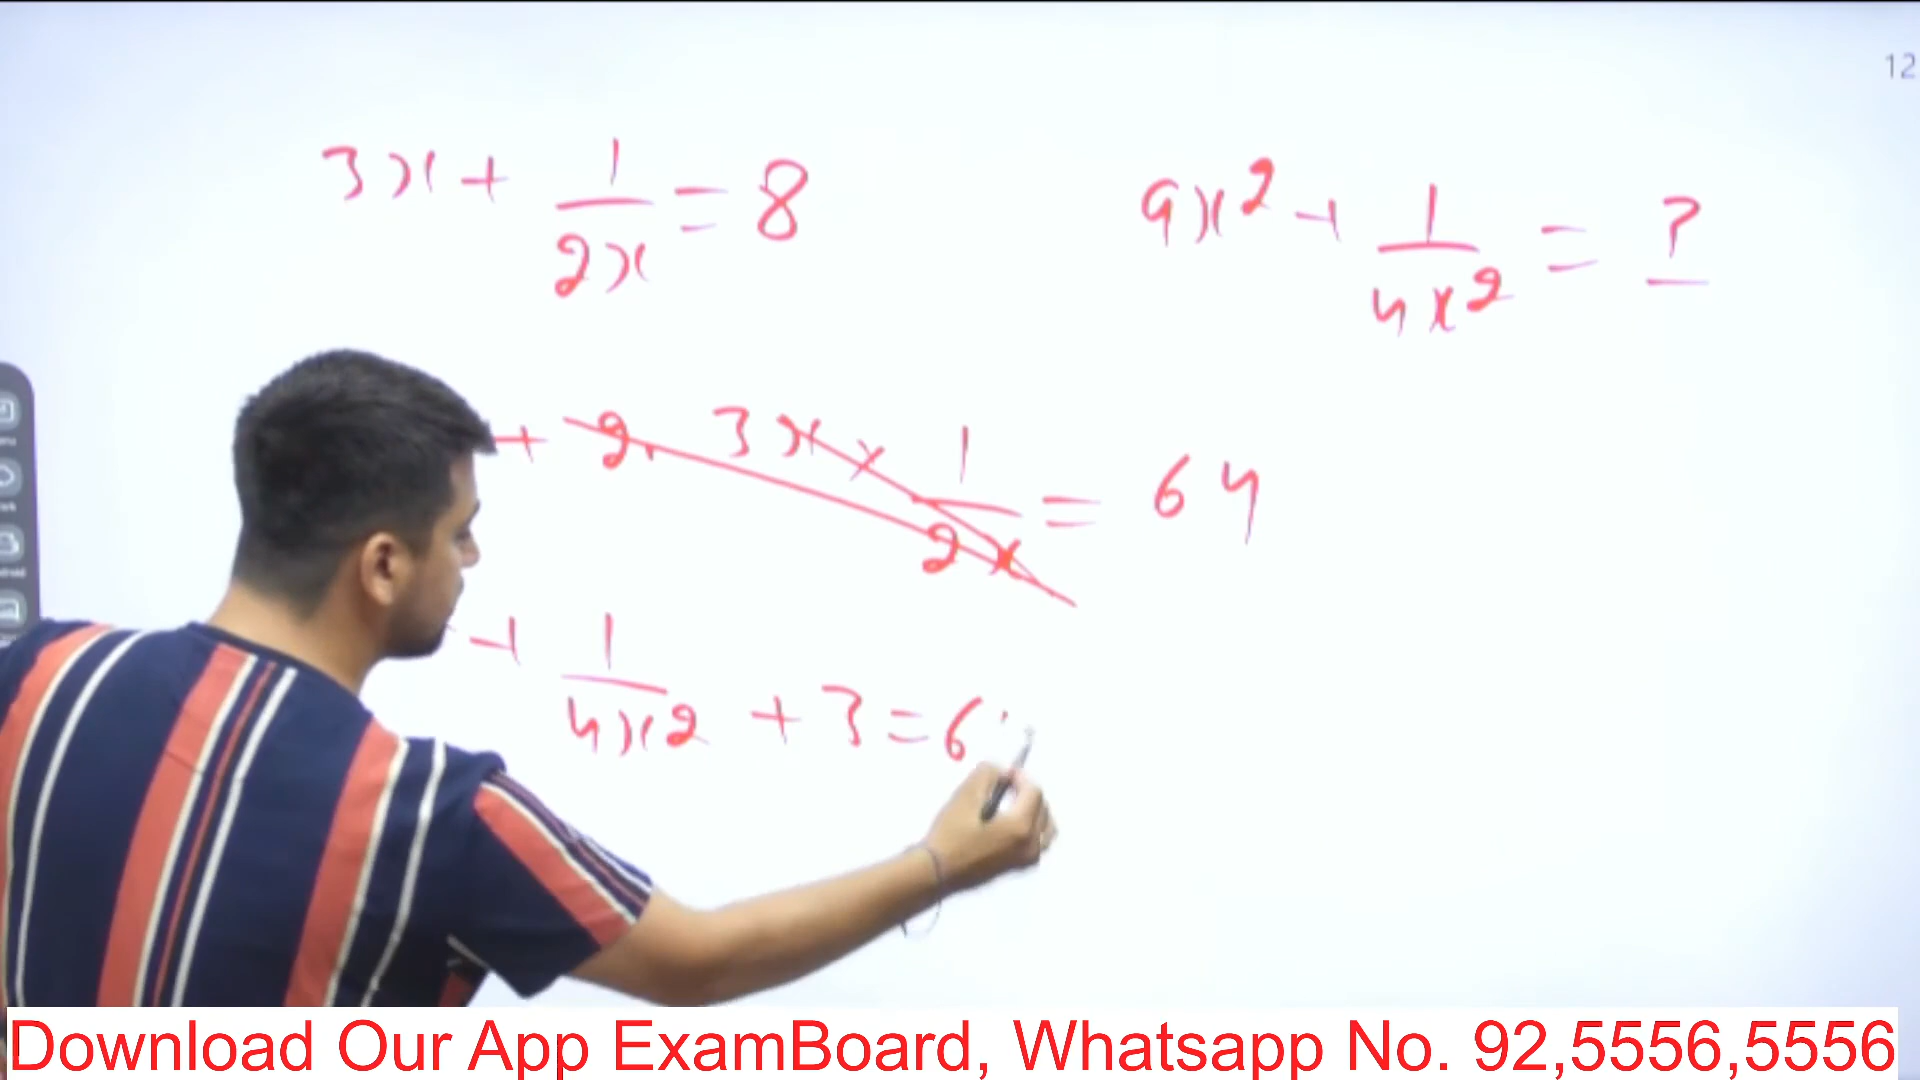 12
3x + 1/2x = 8
9x² + 1/4x² = ?
+ 2. 3x × 1/2x = 64
+ 1/4x² + 3 = 6
Download Our App ExamBoard, Whatsapp No. 92,5556,5556